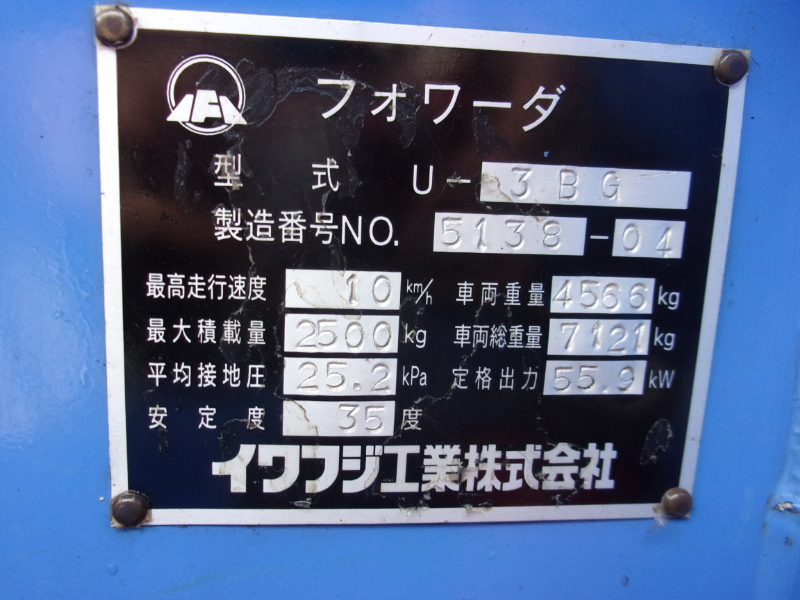 フォワーダ
型式 U-3BG
製造番号NO. 5138-04
最高走行速度 10 km/h 車両重量 4566 kg
最大積載量 2500 kg 車両総重量 7121 kg
平均接地圧 25.2 kPa 定格出力 55.9 kW
安定度 35 度
イワフジ工業株式会社